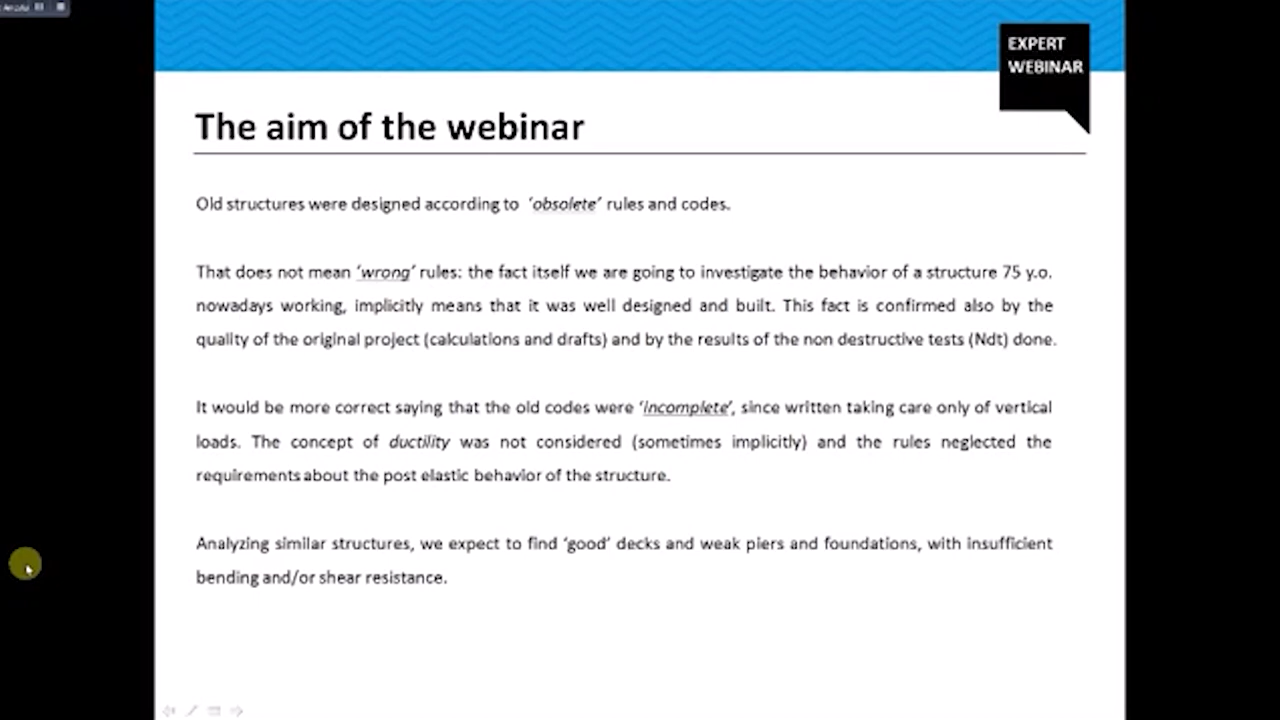 EXPERT
WEBINAR
The aim of the webinar
Old structures were designed according to ‘obsolete’ rules and codes.
That does not mean ‘wrong’ rules: the fact itself we are going to investigate the behavior of a structure 75 y.o.
nowadays working, implicitly means that it was well designed and built. This fact is confirmed also by the
quality of the original project (calculations and drafts) and by the results of the non destructive tests (Ndt) done.
It would be more correct saying that the old codes were ‘incomplete’, since written taking care only of vertical
loads. The concept of ductility was not considered (sometimes implicitly) and the rules neglected the
requirements about the post elastic behavior of the structure.
Analyzing similar structures, we expect to find ‘good’ decks and weak piers and foundations, with insufficient
bending and/or shear resistance.